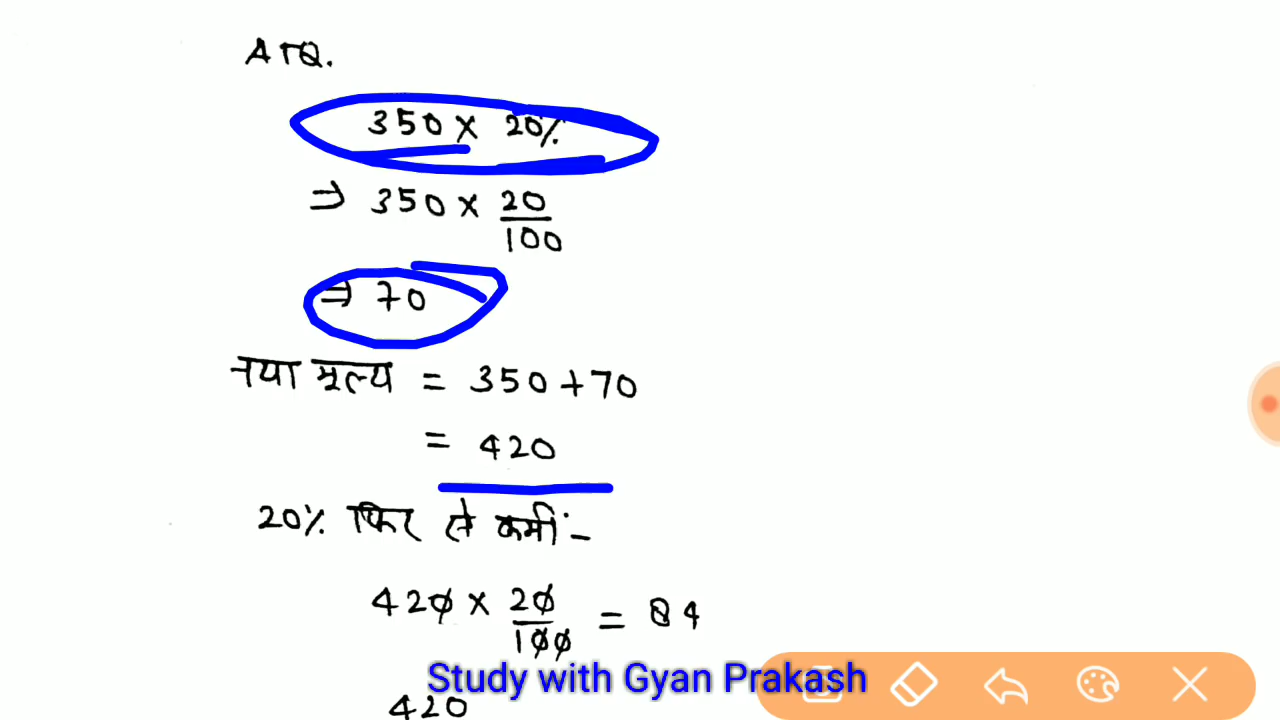 ATQ.
350 × 20%
⇒ 350 × 20/100
⇒ 70
नया मूल्य = 350 + 70
= 420
20% फिर से कमी:-
420 × 20/100 = 84
Study with Gyan Prakash
420